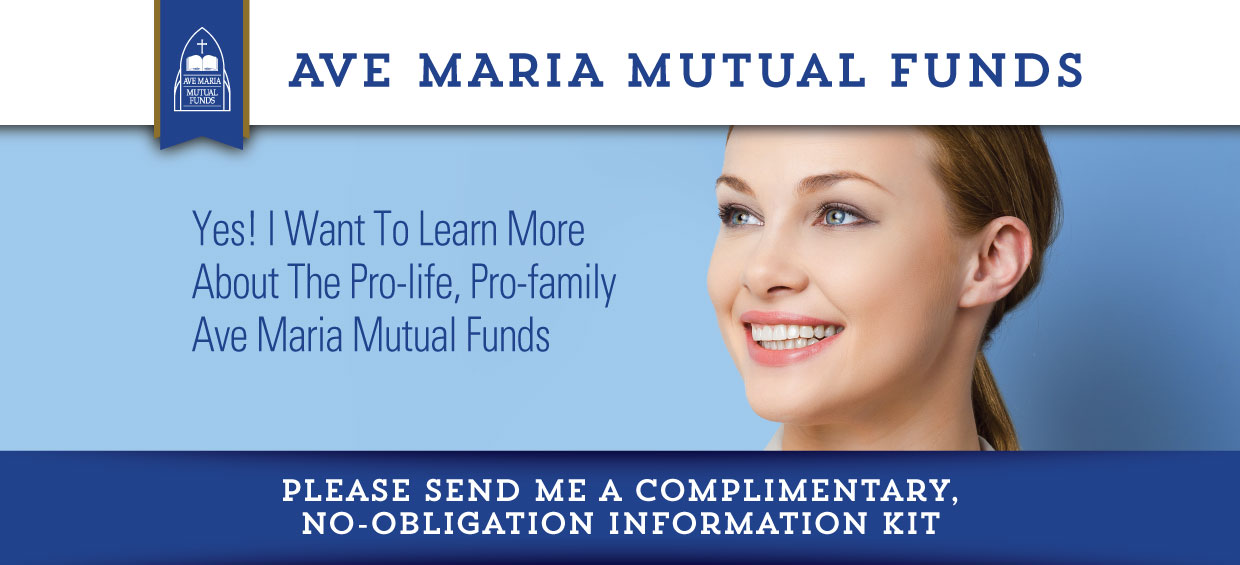 AVE MARIA
MUTUAL
FUNDS
AVE MARIA MUTUAL FUNDS
Yes! I Want To Learn More
About The Pro-life, Pro-family
Ave Maria Mutual Funds
PLEASE SEND ME A COMPLIMENTARY,
NO-OBLIGATION INFORMATION KIT